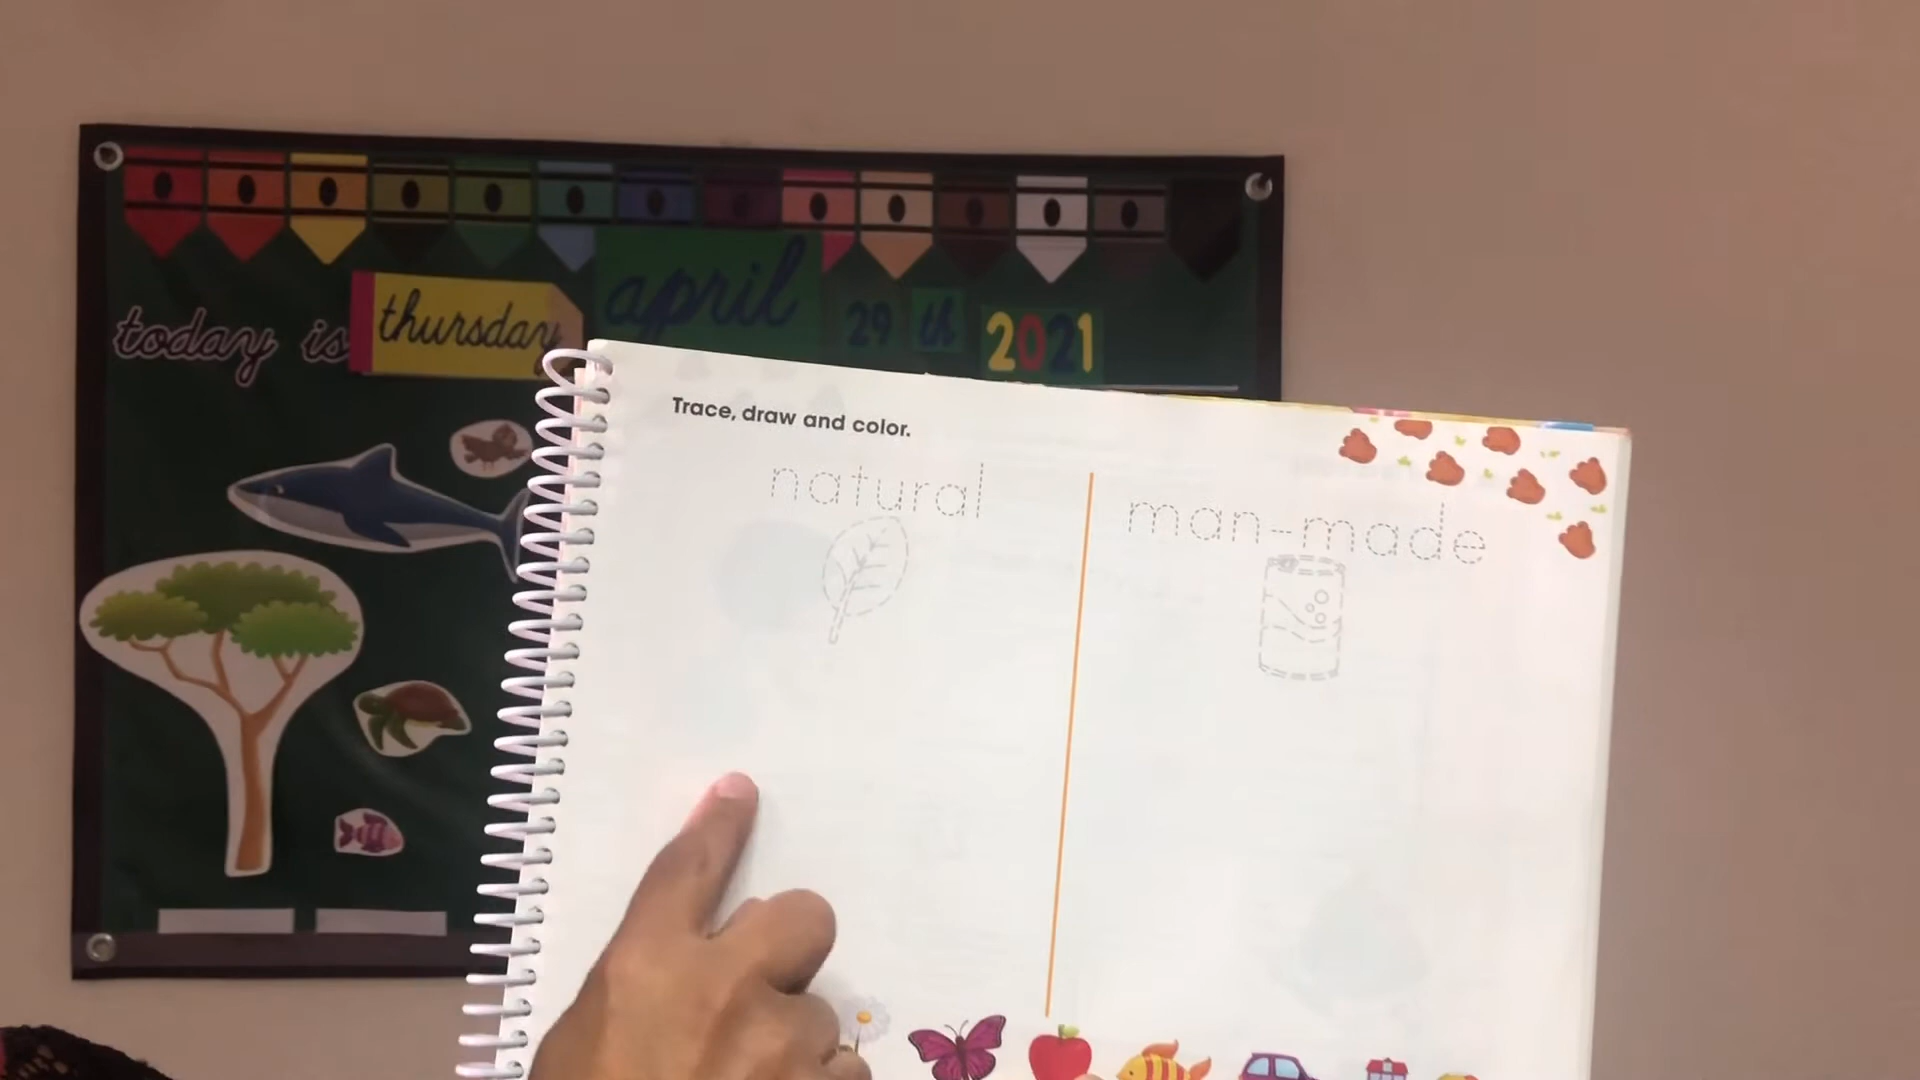 today is thursday april 29 th 2021
Trace, draw and color.
natural
man-made